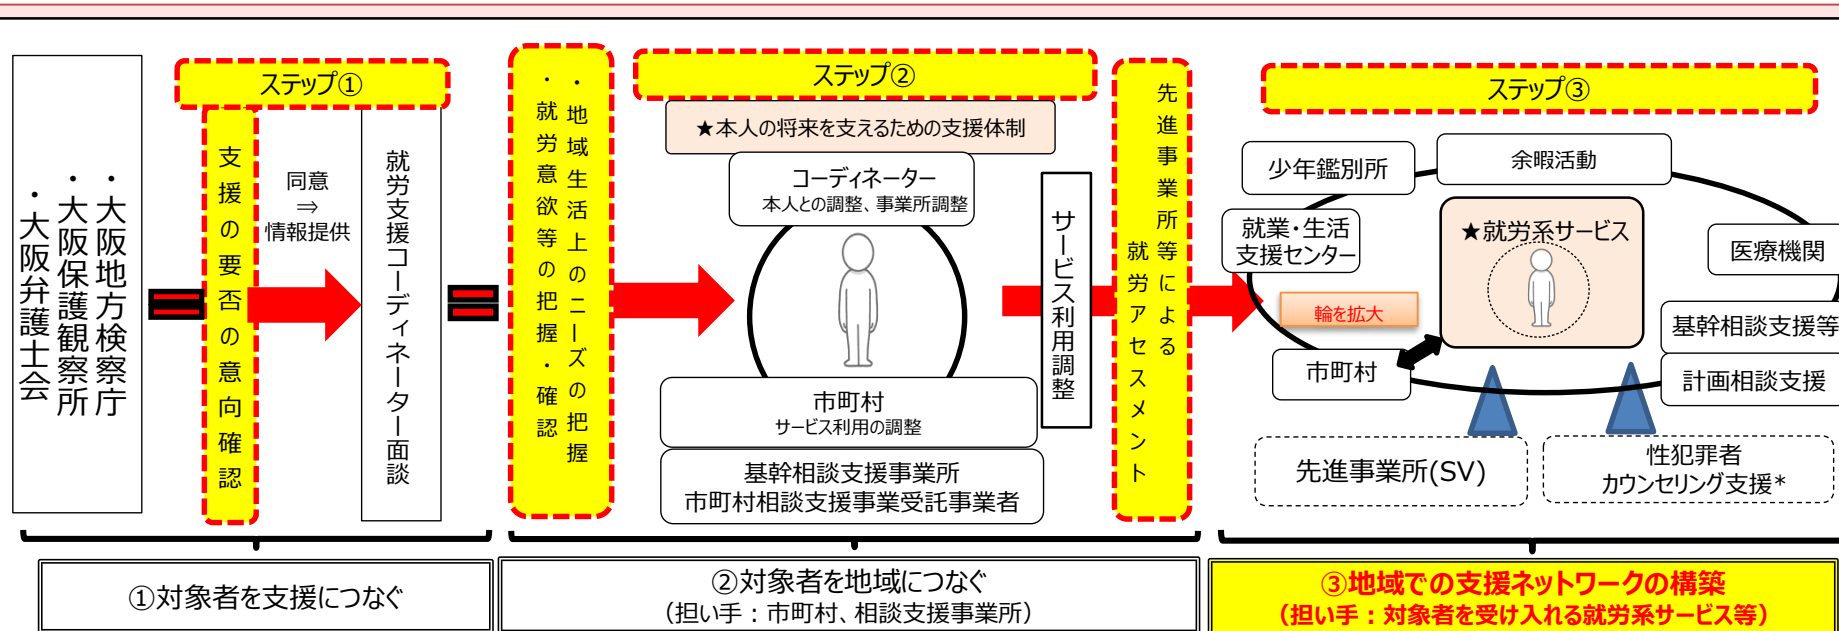 ステップ①
・大阪地方検察庁
・大阪保護観察所
・大阪弁護士会
支援の要否の意向確認
同意
⇒
情報提供
就労支援コーディネーター面談
①対象者を支援につなぐ
・地域生活上のニーズの把握
・就労意欲等の把握・確認
ステップ②
★本人の将来を支えるための支援体制
コーディネーター
本人との調整、事業所調整
市町村
サービス利用の調整
基幹相談支援事業所
市町村相談支援事業受託事業者
サービス利用調整
先進事業所等による
就労アセスメント
②対象者を地域につなぐ
(担い手：市町村、相談支援事業所)
ステップ③
少年鑑別所
余暇活動
就業・生活
支援センター
★就労系サービス
医療機関
輪を拡大
基幹相談支援等
市町村
計画相談支援
先進事業所(SV)
性犯罪者
カウンセリング支援*
③地域での支援ネットワークの構築
(担い手：対象者を受け入れる就労系サービス等)